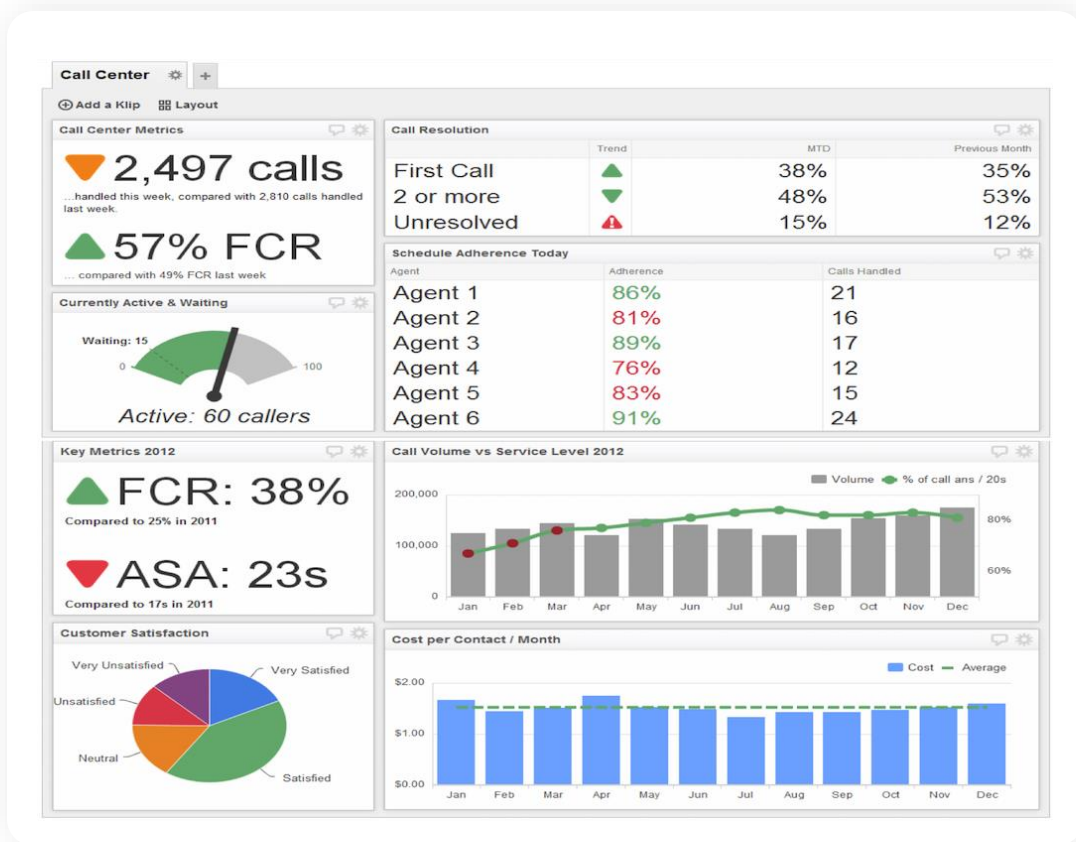 Call Center +
Add a Klip Layout
Call Center Metrics
2,497 calls
...handled this week, compared with 2,810 calls handled
last week.
57% FCR
... compared with 49% FCR last week
Call Resolution
Trend MTD Previous Month
First Call 38% 35%
2 or more 48% 53%
Unresolved 15% 12%
Schedule Adherence Today
Agent Adherence Calls Handled
Agent 1 86% 21
Agent 2 81% 16
Agent 3 89% 17
Agent 4 76% 12
Agent 5 83% 15
Agent 6 91% 24
Currently Active & Waiting
Waiting: 15
0 100
Active: 60 callers
Key Metrics 2012
FCR: 38%
Compared to 25% in 2011
ASA: 23s
Compared to 17s in 2011
Call Volume vs Service Level 2012
Volume % of call ans / 20s
200,000
100,000
0
80%
60%
Jan Feb Mar Apr May Jun Jul Aug Sep Oct Nov Dec
Customer Satisfaction
Very Unsatisfied
Very Satisfied
Unsatisfied
Neutral
Satisfied
Cost per Contact / Month
Cost Average
$2.00
$1.00
$0.00
Jan Feb Mar Apr May Jun Jul Aug Sep Oct Nov Dec